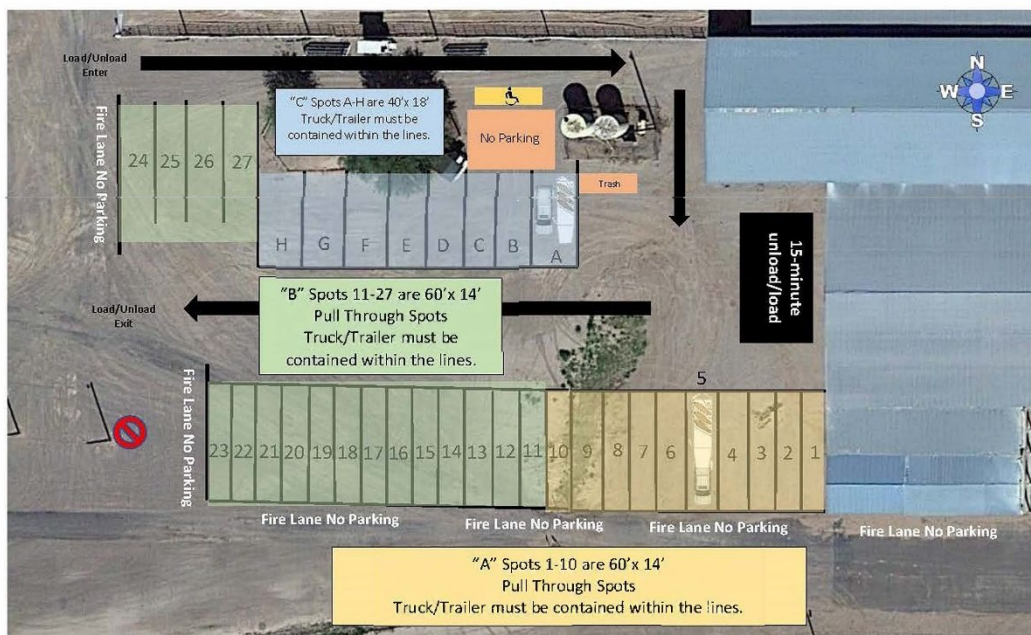 Load/Unload
Enter
N
W E
S
"C" Spots A-H are 40'x 18'
Truck/Trailer must be
contained within the lines.
No Parking
Fire Lane No Parking
24 25 26 27
Trash
H G F E D C B A
15-minute
unload/load
Load/Unload
Exit
"B" Spots 11-27 are 60'x 14'
Pull Through Spots
Truck/Trailer must be
contained within the lines.
5
Fire Lane No Parking
23 22 21 20 19 18 17 16 15 14 13 12 11 10 9 8 7 6 4 3 2 1
Fire Lane No Parking
Fire Lane No Parking
Fire Lane No Parking
Fire Lane No Parking
"A" Spots 1-10 are 60'x 14'
Pull Through Spots
Truck/Trailer must be contained within the lines.